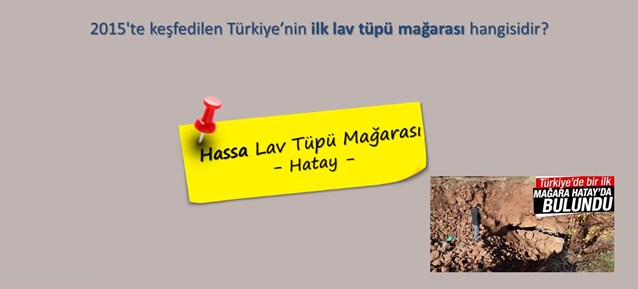 2015'te keşfedilen Türkiye’nin ilk lav tüpü mağarası hangisidir?
Hassa Lav Tüpü Mağarası
- Hatay -
Türkiye'de bir ilk
MAĞARA HATAY'DA
BULUNDU